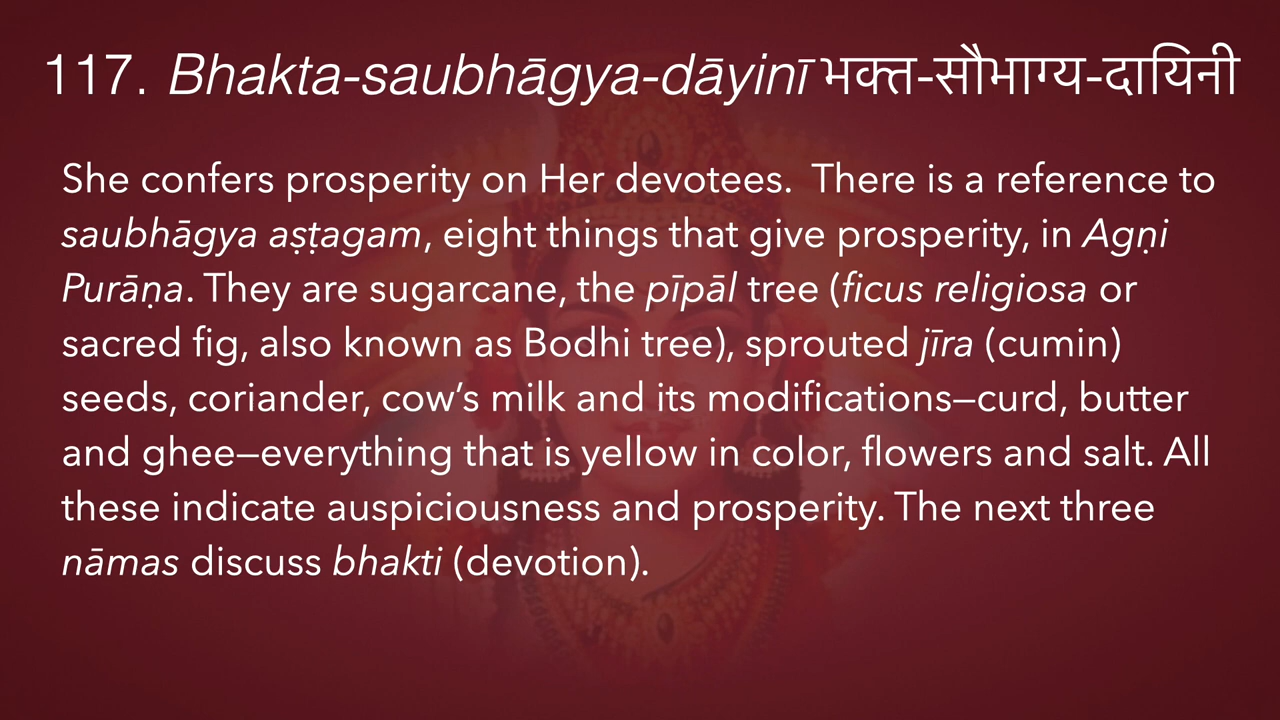 117. Bhakta-saubhāgya-dāyinī भक्त-सौभाग्य-दायिनी
She confers prosperity on Her devotees.  There is a reference to
saubhāgya aṣṭagam, eight things that give prosperity, in Agṇi
Purāṇa. They are sugarcane, the pīpāl tree (ficus religiosa or
sacred fig, also known as Bodhi tree), sprouted jīra (cumin)
seeds, coriander, cow’s milk and its modifications—curd, butter
and ghee—everything that is yellow in color, flowers and salt. All
these indicate auspiciousness and prosperity. The next three
nāmas discuss bhakti (devotion).